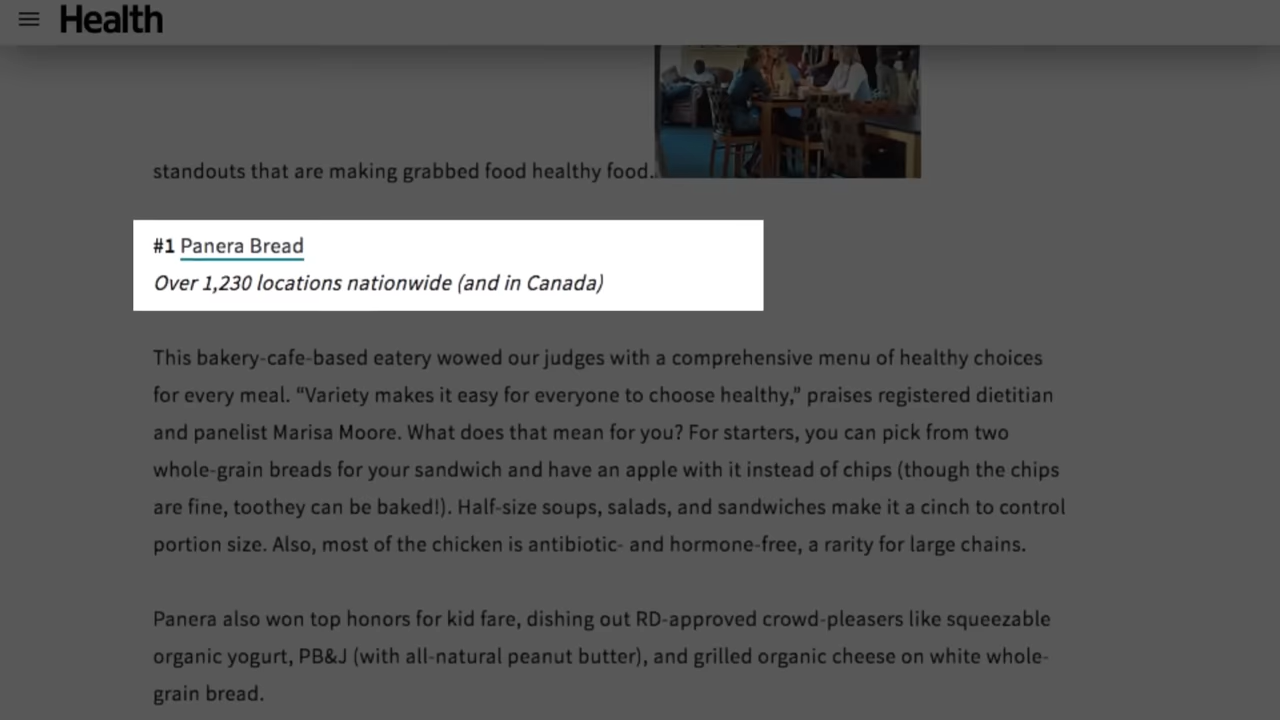 Health
standouts that are making grabbed food healthy food.
#1 Panera Bread
Over 1,230 locations nationwide (and in Canada)
This bakery-cafe-based eatery wowed our judges with a comprehensive menu of healthy choices
for every meal. “Variety makes it easy for everyone to choose healthy,” praises registered dietitian
and panelist Marisa Moore. What does that mean for you? For starters, you can pick from two
whole-grain breads for your sandwich and have an apple with it instead of chips (though the chips
are fine, toothey can be baked!). Half-size soups, salads, and sandwiches make it a cinch to control
portion size. Also, most of the chicken is antibiotic- and hormone-free, a rarity for large chains.
Panera also won top honors for kid fare, dishing out RD-approved crowd-pleasers like squeezable
organic yogurt, PB&J (with all-natural peanut butter), and grilled organic cheese on white whole-
grain bread.